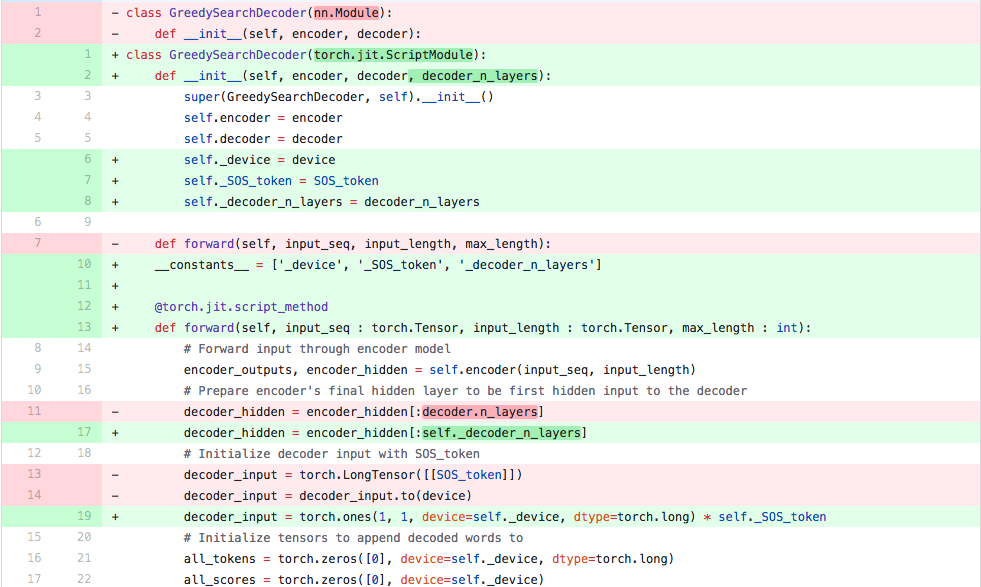 1 - class GreedySearchDecoder(nn.Module):
2 - def __init__(self, encoder, decoder):
1 + class GreedySearchDecoder(torch.jit.ScriptModule):
2 + def __init__(self, encoder, decoder, decoder_n_layers):
3 3 super(GreedySearchDecoder, self).__init__()
4 4 self.encoder = encoder
5 5 self.decoder = decoder
6 + self._device = device
7 + self._SOS_token = SOS_token
8 + self._decoder_n_layers = decoder_n_layers
6 9
7 - def forward(self, input_seq, input_length, max_length):
10 + __constants__ = ['_device', '_SOS_token', '_decoder_n_layers']
11 +
12 + @torch.jit.script_method
13 + def forward(self, input_seq : torch.Tensor, input_length : torch.Tensor, max_length : int):
8 14 # Forward input through encoder model
9 15 encoder_outputs, encoder_hidden = self.encoder(input_seq, input_length)
10 16 # Prepare encoder's final hidden layer to be first hidden input to the decoder
11 - decoder_hidden = encoder_hidden[:decoder.n_layers]
17 + decoder_hidden = encoder_hidden[:self._decoder_n_layers]
12 18 # Initialize decoder input with SOS_token
13 - decoder_input = torch.LongTensor([[SOS_token]])
14 - decoder_input = decoder_input.to(device)
19 + decoder_input = torch.ones(1, 1, device=self._device, dtype=torch.long) * self._SOS_token
15 20 # Initialize tensors to append decoded words to
16 21 all_tokens = torch.zeros([0], device=self._device, dtype=torch.long)
17 22 all_scores = torch.zeros([0], device=self._device)